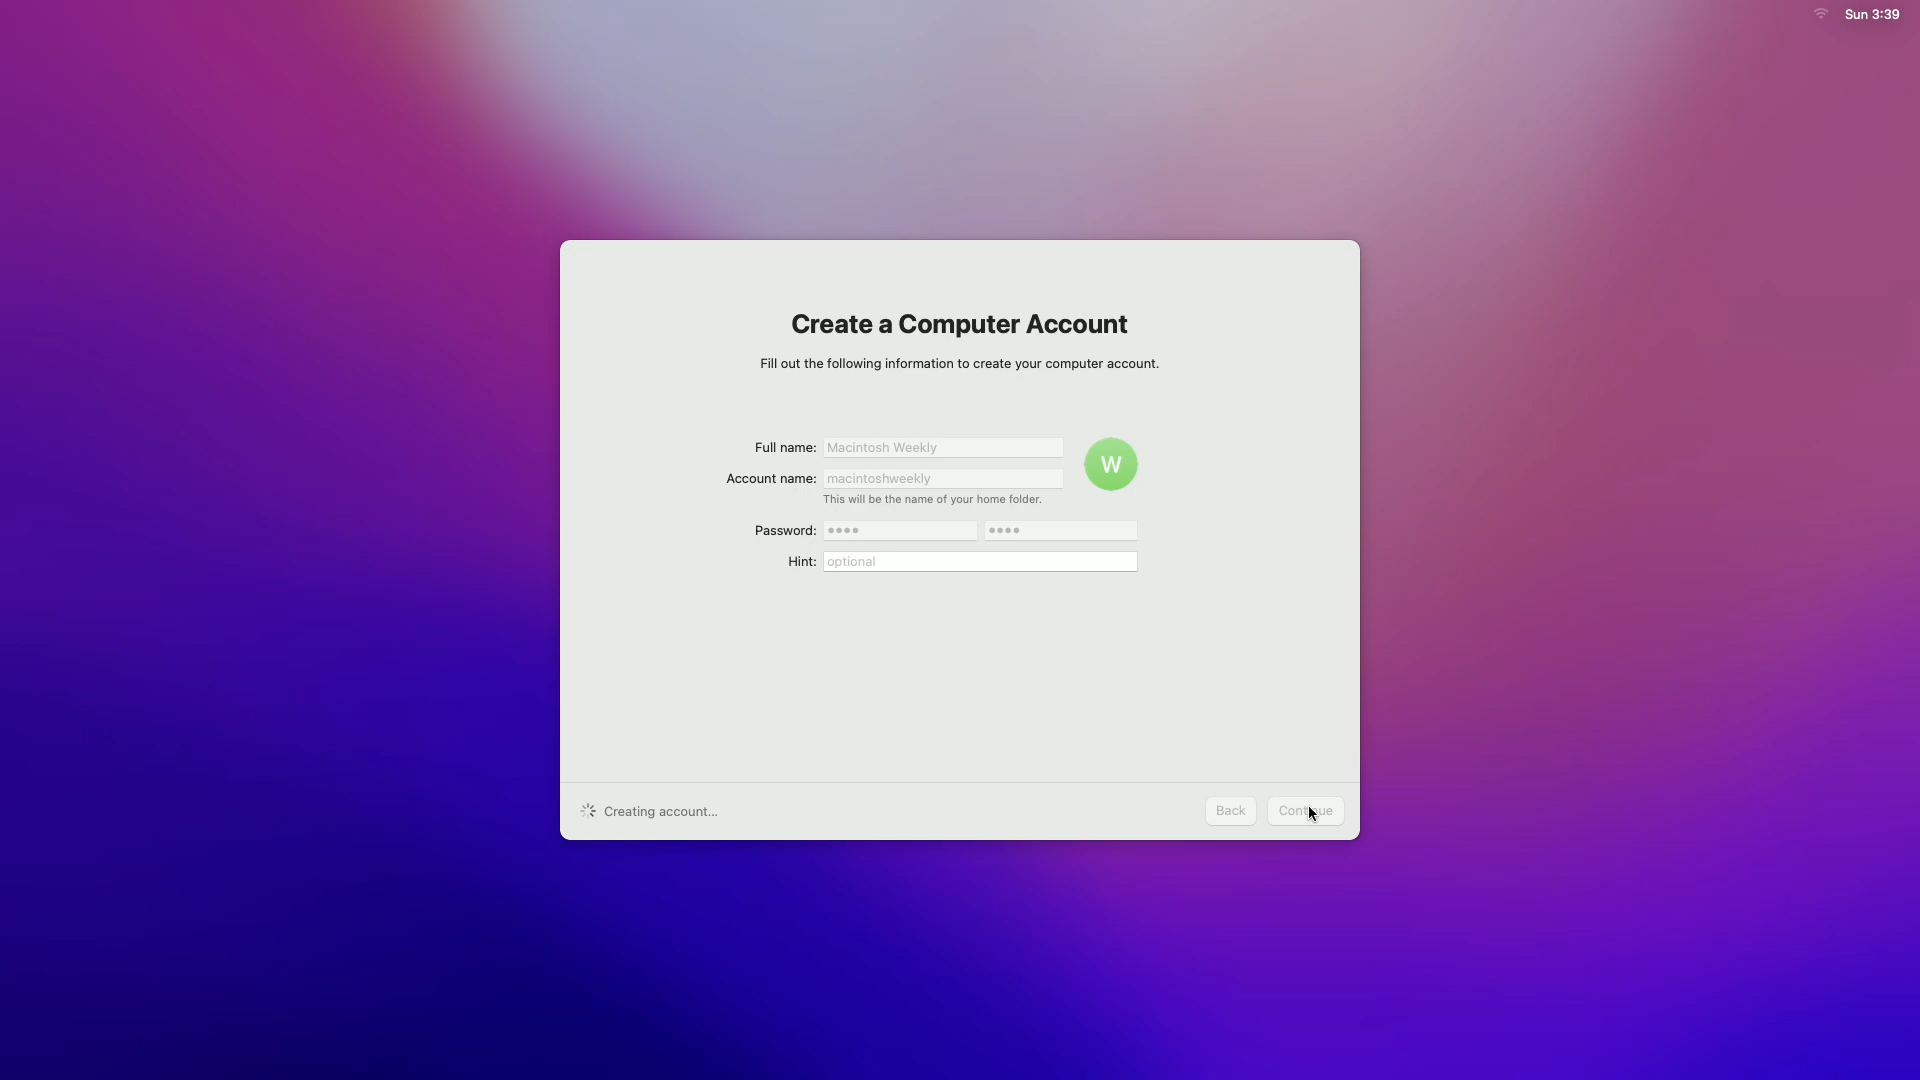 Sun 3:39
Create a Computer Account
Fill out the following information to create your computer account.
Full name: Macintosh Weekly
W
Account name: macintoshweekly
This will be the name of your home folder.
Password: •••• ••••
Hint: optional
Creating account...
Back Continue